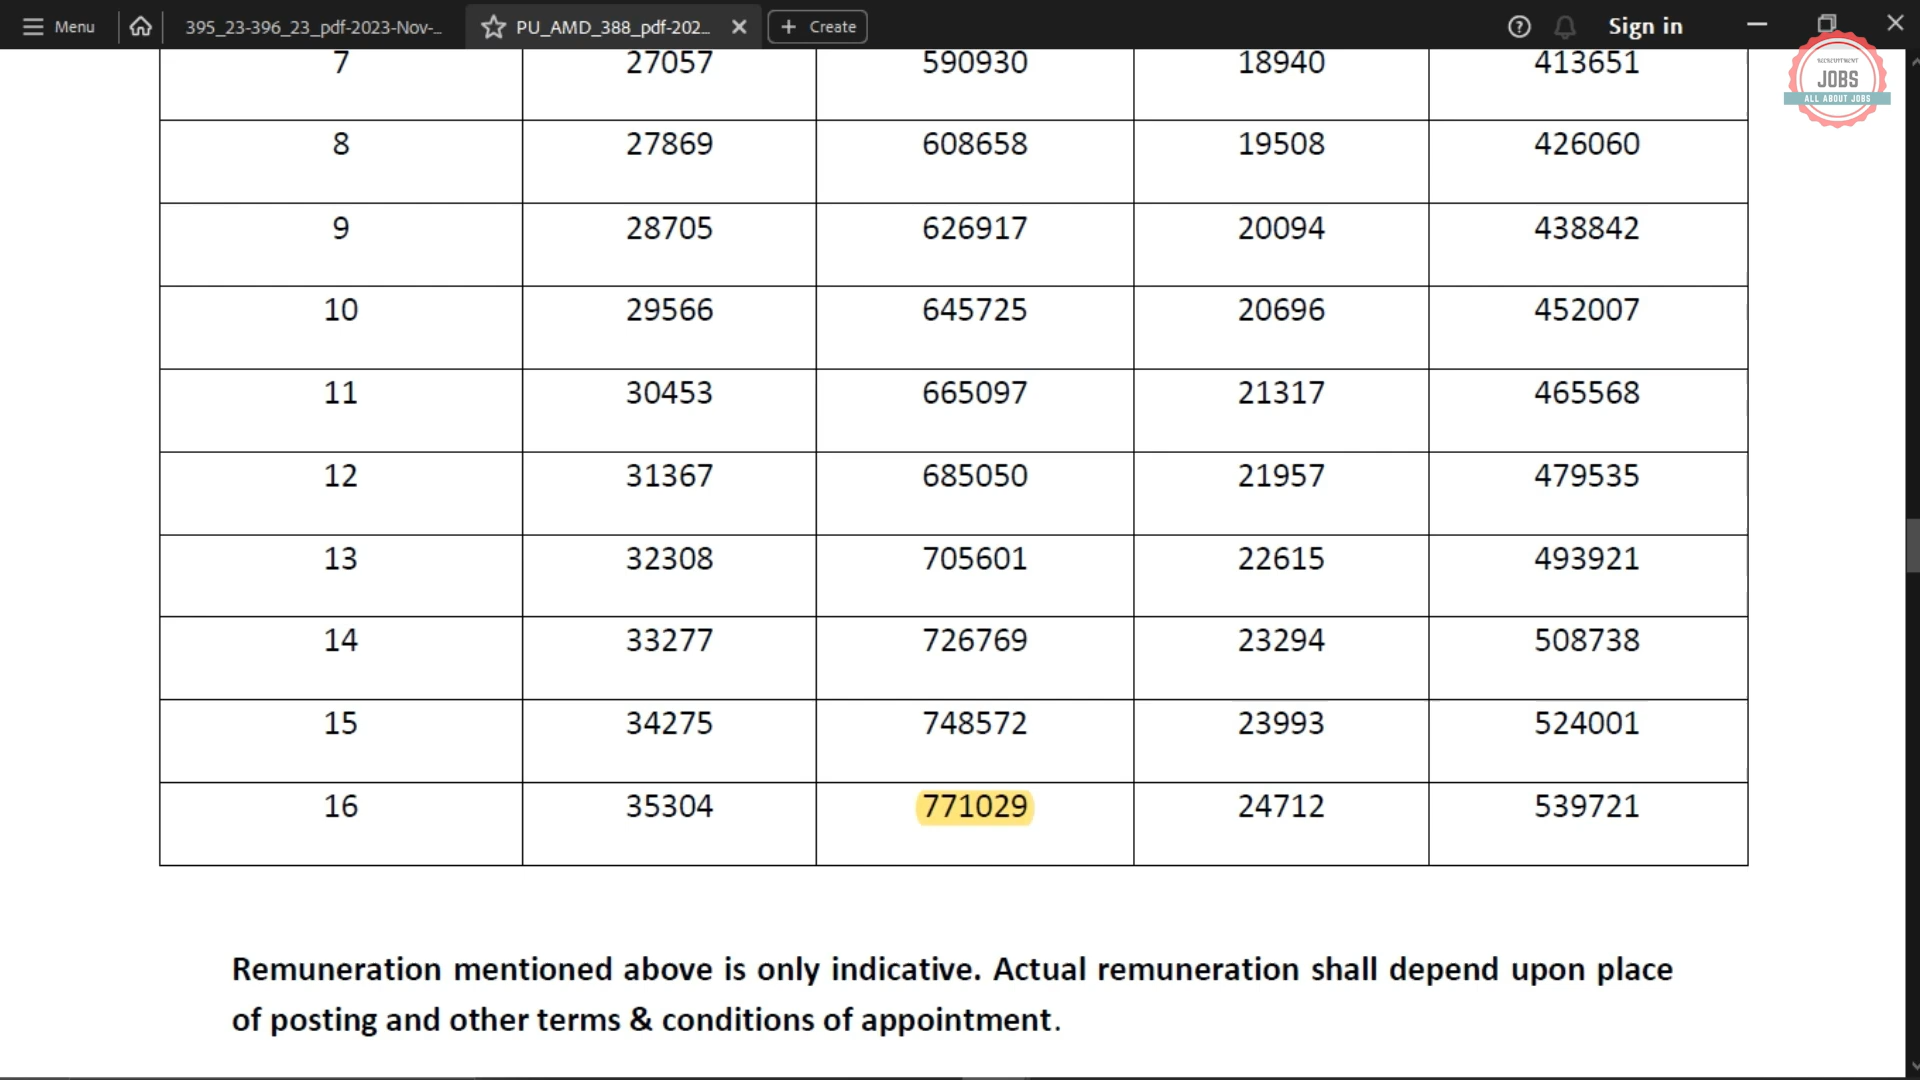 Menu 395_23-396_23_pdf-2023-Nov-... PU_AMD_388_pdf-202... Create Sign in
RECRUITMENT
JOBS
ALL ABOUT JOBS
7 27057 590930 18940 413651
8 27869 608658 19508 426060
9 28705 626917 20094 438842
10 29566 645725 20696 452007
11 30453 665097 21317 465568
12 31367 685050 21957 479535
13 32308 705601 22615 493921
14 33277 726769 23294 508738
15 34275 748572 23993 524001
16 35304 771029 24712 539721
Remuneration mentioned above is only indicative. Actual remuneration shall depend upon place
of posting and other terms & conditions of appointment.